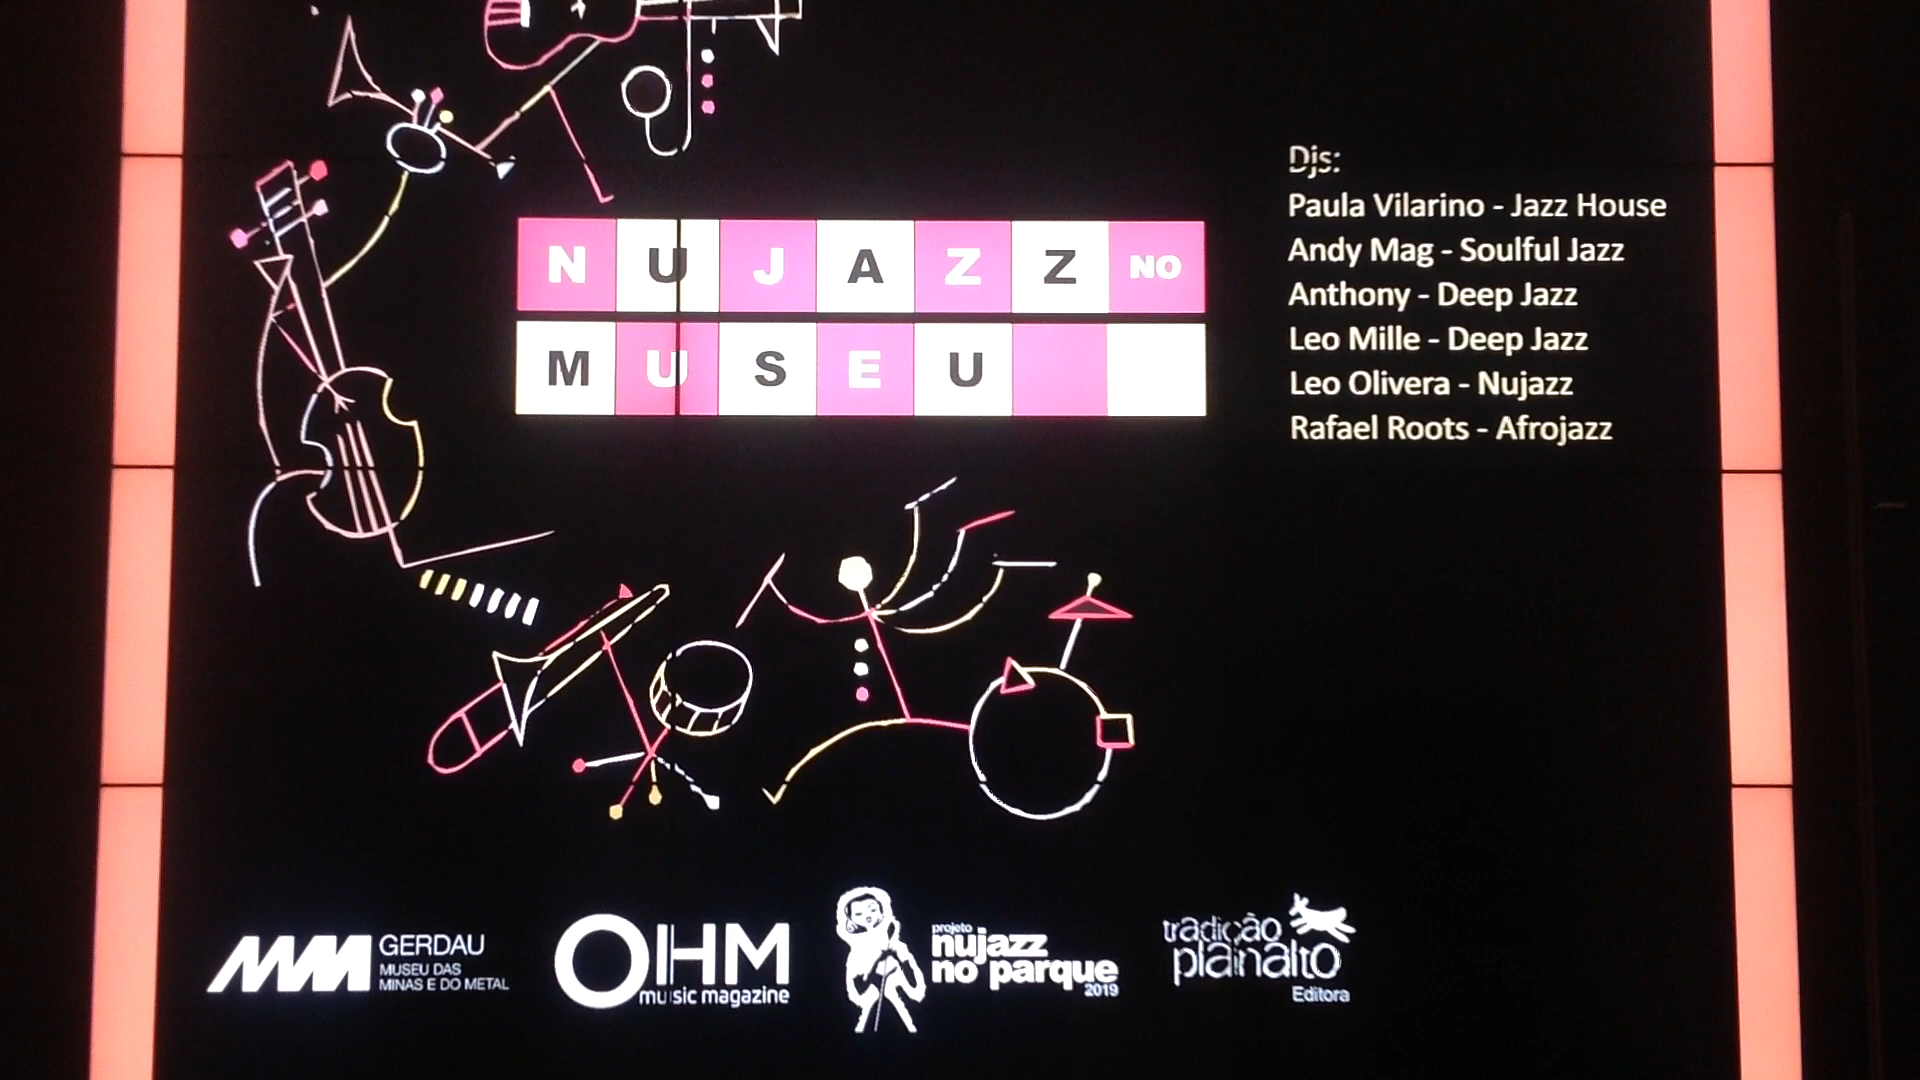 NUJAZZ NO
MUSEU
Djs:
Paula Vilarino - Jazz House
Andy Mag - Soulful Jazz
Anthony - Deep Jazz
Leo Mille - Deep Jazz
Leo Olivera - Nujazz
Rafael Roots - Afrojazz
MM GERDAU
MUSEU DAS
MINAS E DO METAL
OHM
music magazine
projeto
nujazz
no parque
2019
tradição
planalto
Editora